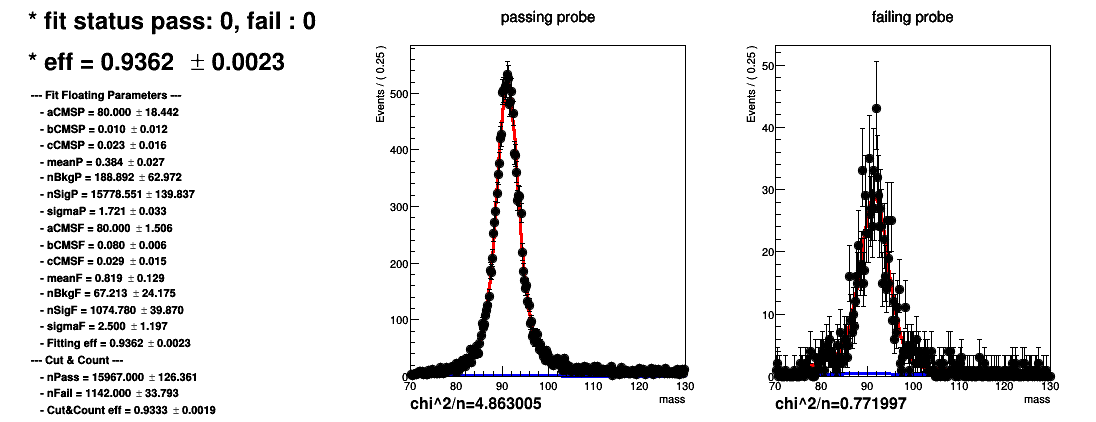 * fit status pass: 0, fail : 0
* eff = 0.9362 ± 0.0023
--- Fit Floating Parameters ---
- aCMSP = 80.000 ± 18.442
- bCMSP = 0.010 ± 0.012
- cCMSP = 0.023 ± 0.016
- meanP = 0.384 ± 0.027
- nBkgP = 188.892 ± 62.972
- nSigP = 15778.551 ± 139.837
- sigmaP = 1.721 ± 0.033
- aCMSF = 80.000 ± 1.506
- bCMSF = 0.080 ± 0.006
- cCMSF = 0.029 ± 0.015
- meanF = 0.819 ± 0.129
- nBkgF = 67.213 ± 24.175
- nSigF = 1074.780 ± 39.870
- sigmaF = 2.500 ± 1.197
- Fitting eff = 0.9362 ± 0.0023
--- Cut & Count ---
- nPass = 15967.000 ± 126.361
- nFail = 1142.000 ± 33.793
- Cut&Count eff = 0.9333 ± 0.0019
passing probe
Events / ( 0.25 )
500
400
300
200
100
0
70 80 90 100 110 120 130
mass
chi^2/n=4.863005
failing probe
Events / ( 0.25 )
50
40
30
20
10
0
70 80 90 100 110 120 130
mass
chi^2/n=0.771997